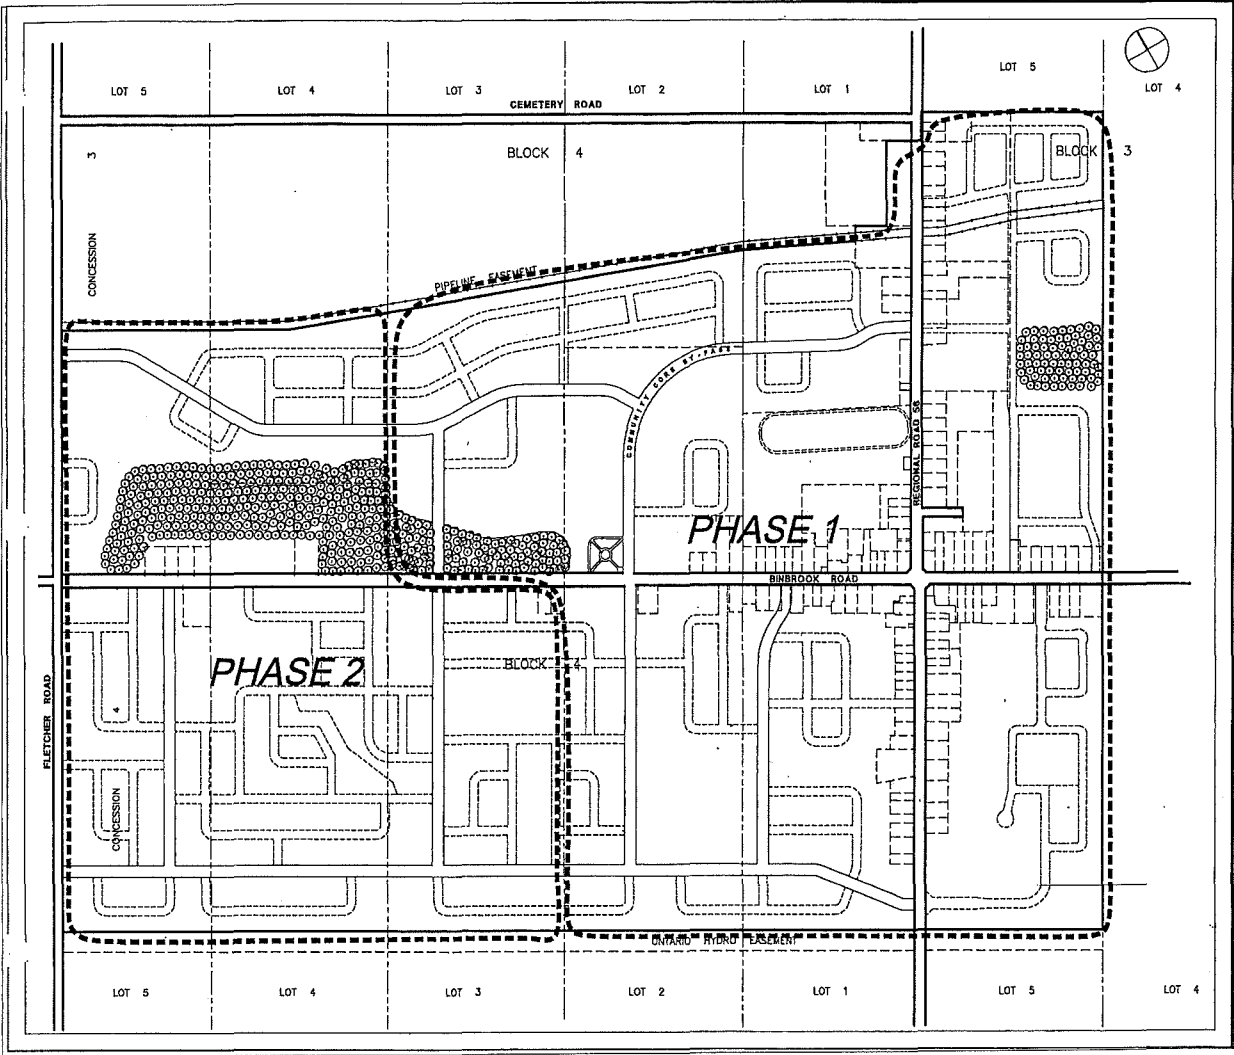 LOT 5
LOT 4
LOT 5
LOT 4
LOT 3
LOT 2
LOT 1
CEMETERY ROAD
3
BLOCK 4
BLOCK 3
CONCESSION
PIPELINE EASEMENT
COMMUNITY CORE BY-PASS
REGIONAL ROAD 56
PHASE 1
BINBROOK ROAD
PHASE 2
BLOCK 4
FLETCHER ROAD
4
CONCESSION
ONTARIO HYDRO EASEMENT
LOT 5
LOT 4
LOT 3
LOT 2
LOT 1
LOT 5
LOT 4